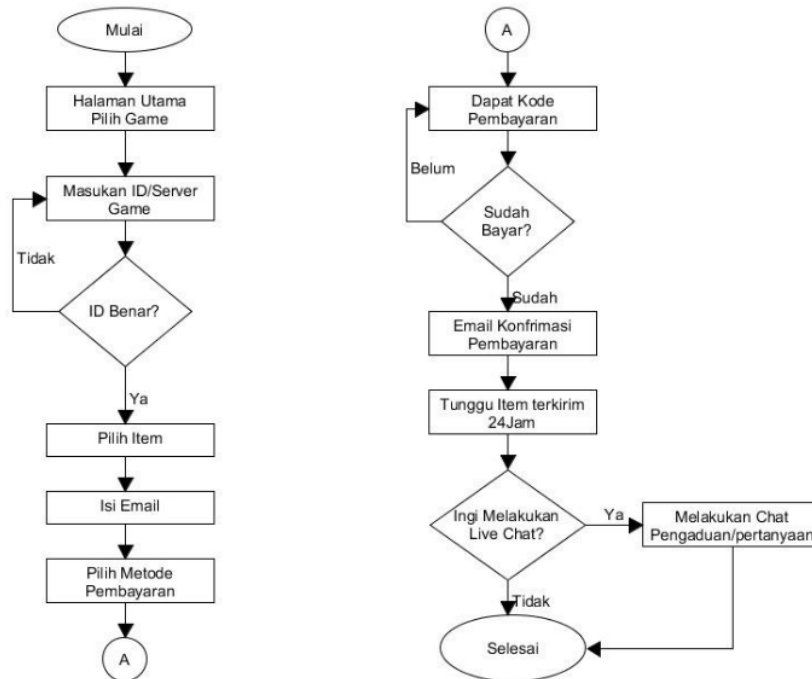 Mulai
Halaman Utama
Pilih Game
Masukan ID/Server
Game
Tidak
ID Benar?
Ya
Pilih Item
Isi Email
Pilih Metode
Pembayaran
A
A
Dapat Kode
Pembayaran
Belum
Sudah
Bayar?
Sudah
Email Konfrimasi
Pembayaran
Tunggu Item terkirim
24Jam
Ingi Melakukan
Live Chat?
Ya
Melakukan Chat
Pengaduan/pertanyaan
Tidak
Selesai